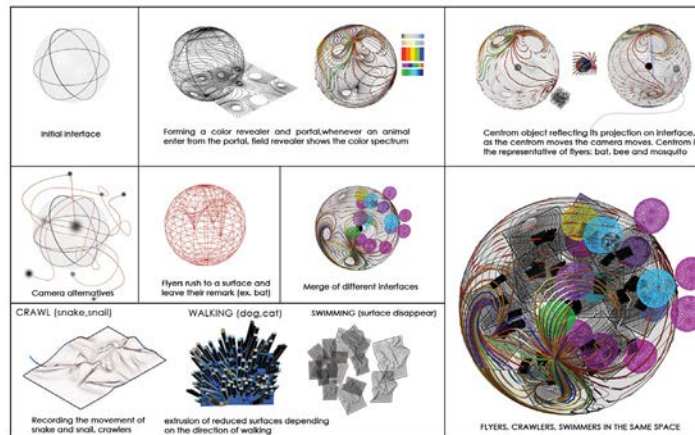 Initial interface
Forming a color revealer and portal,whenever an animal
enter from the portal, field revealer shows the color spectrum
Centrom object reflecting its projection on interface,
as the centrom moves the camera moves. Centrom is
the representative of flyers: bat, bee and mosquito
Camera alternatives
Flyers rush to a surface and
leave their remark (ex. bat)
Merge of different interfaces
CRAWL (snake,snail)
WALKING (dog,cat)
SWIMMING (surface disappear)
Recording the movement of
snake and snail, crawlers
extrusion of reduced surfaces depending
on the direction of walking
FLYERS, CRAWLERS, SWIMMERS IN THE SAME SPACE